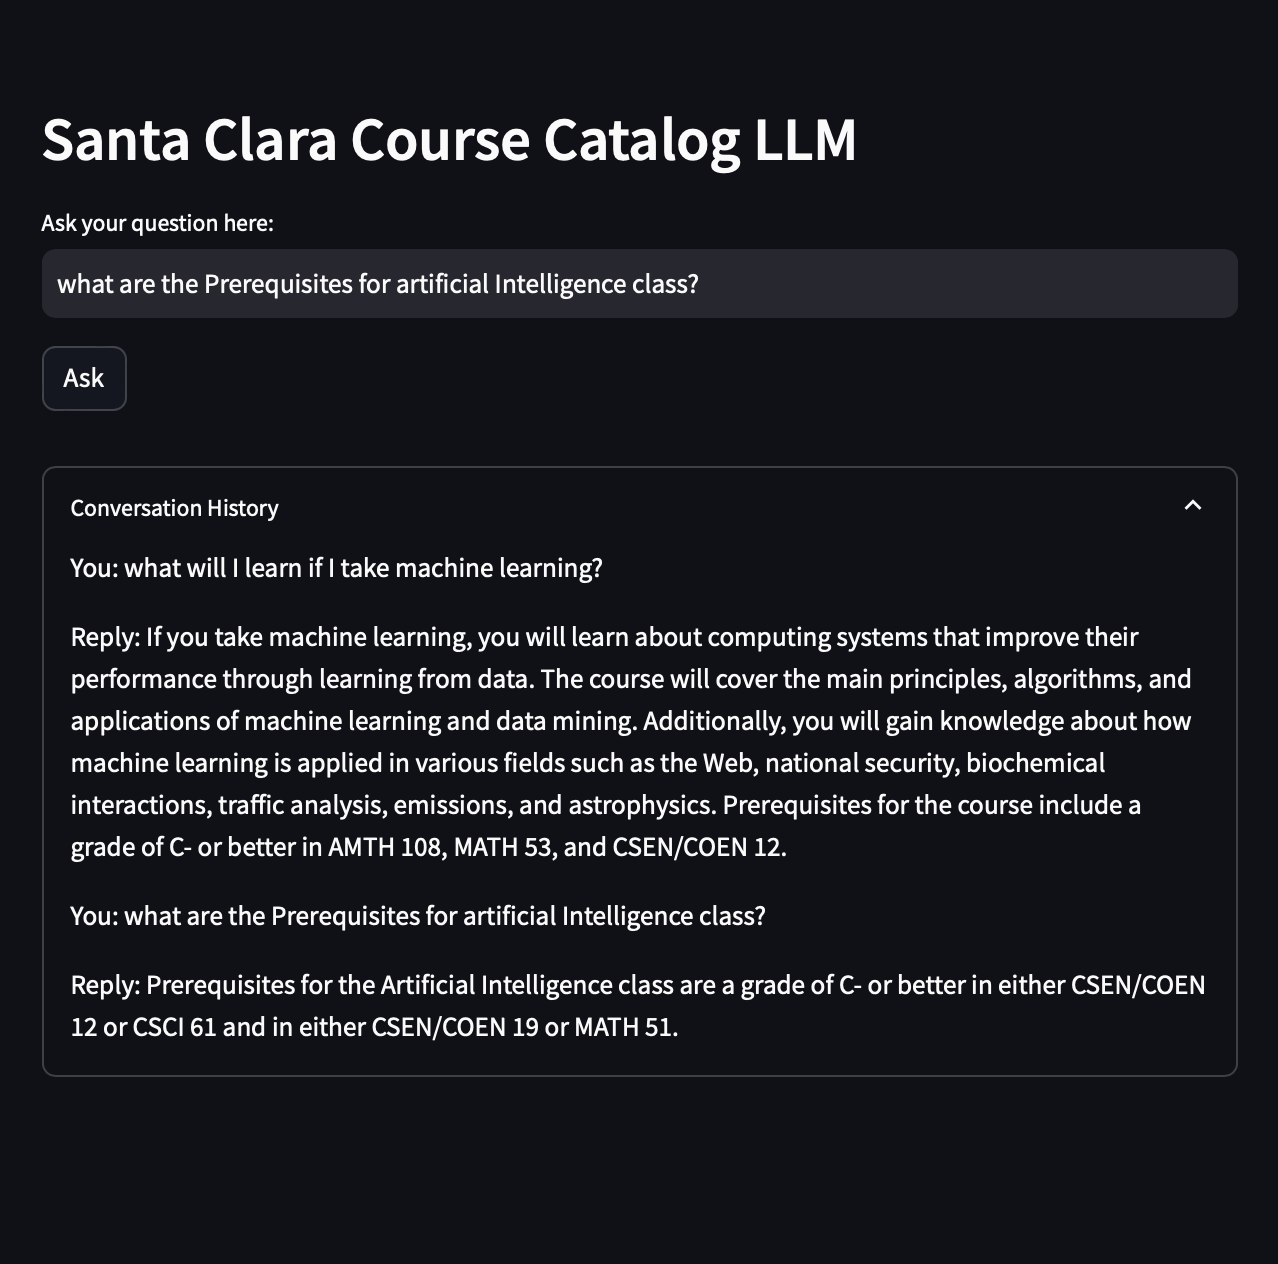 Santa Clara Course Catalog LLM
Ask your question here:
what are the Prerequisites for artificial Intelligence class?
Ask
Conversation History
You: what will I learn if I take machine learning?
Reply: If you take machine learning, you will learn about computing systems that improve their
performance through learning from data. The course will cover the main principles, algorithms, and
applications of machine learning and data mining. Additionally, you will gain knowledge about how
machine learning is applied in various fields such as the Web, national security, biochemical
interactions, traffic analysis, emissions, and astrophysics. Prerequisites for the course include a
grade of C- or better in AMTH 108, MATH 53, and CSEN/COEN 12.
You: what are the Prerequisites for artificial Intelligence class?
Reply: Prerequisites for the Artificial Intelligence class are a grade of C- or better in either CSEN/COEN
12 or CSCI 61 and in either CSEN/COEN 19 or MATH 51.